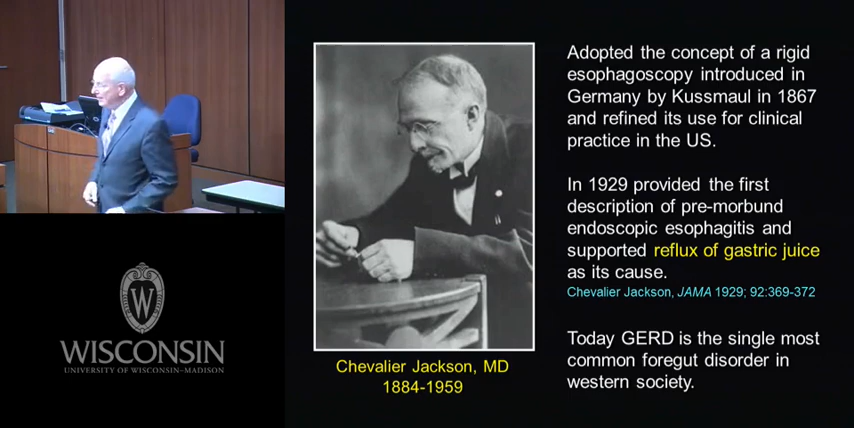 Adopted the concept of a rigid
esophagoscopy introduced in
Germany by Kussmaul in 1867
and refined its use for clinical
practice in the US.
In 1929 provided the first
description of pre-morbund
endoscopic esophagitis and
supported reflux of gastric juice
as its cause.
Chevalier Jackson, JAMA 1929; 92:369-372
Today GERD is the single most
common foregut disorder in
western society.
Chevalier Jackson, MD
1884-1959
W
WISCONSIN
UNIVERSITY OF WISCONSIN–MADISON